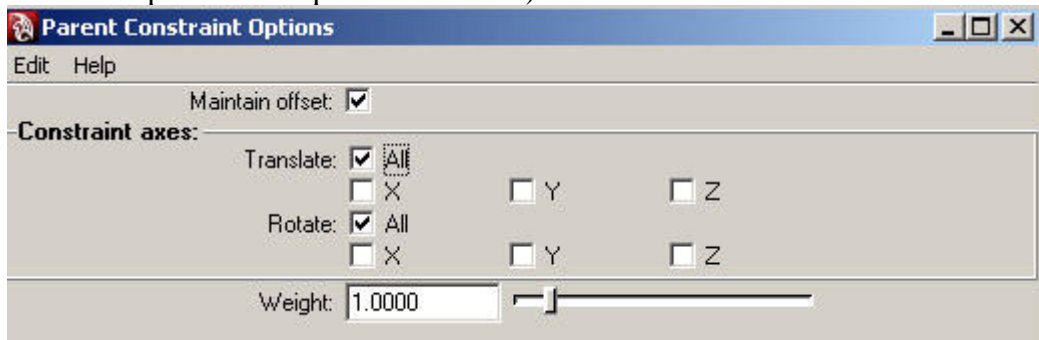 Parent Constraint Options
Edit Help
Maintain offset:
Constraint axes:
Translate: All
X Y Z
Rotate: All
X Y Z
Weight: 1.0000